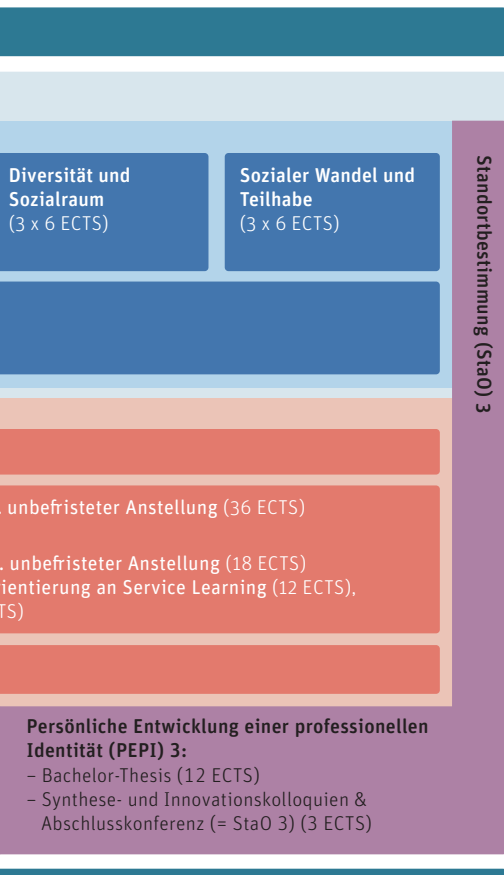 Diversität und
Sozialraum
(3 x 6 ECTS)
Sozialer Wandel und
Teilhabe
(3 x 6 ECTS)
Standortbestimmung (StaO) 3
. unbefristeter Anstellung (36 ECTS)
. unbefristeter Anstellung (18 ECTS)
rientierung an Service Learning (12 ECTS),
TS)
Persönliche Entwicklung einer professionellen
Identität (PEPI) 3:
– Bachelor-Thesis (12 ECTS)
– Synthese- und Innovationskolloquien &
Abschlusskonferenz (= StaO 3) (3 ECTS)